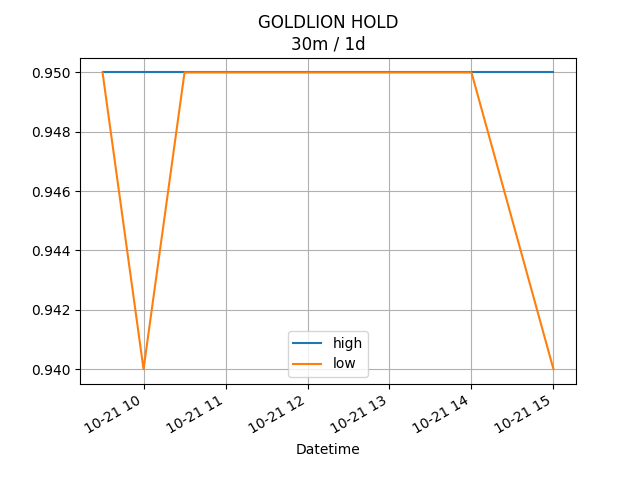 GOLDLION HOLD
30m / 1d
0.950
0.948
0.946
0.944
0.942
0.940
high
low
10-21 10
10-21 11
10-21 12
10-21 13
10-21 14
10-21 15
Datetime